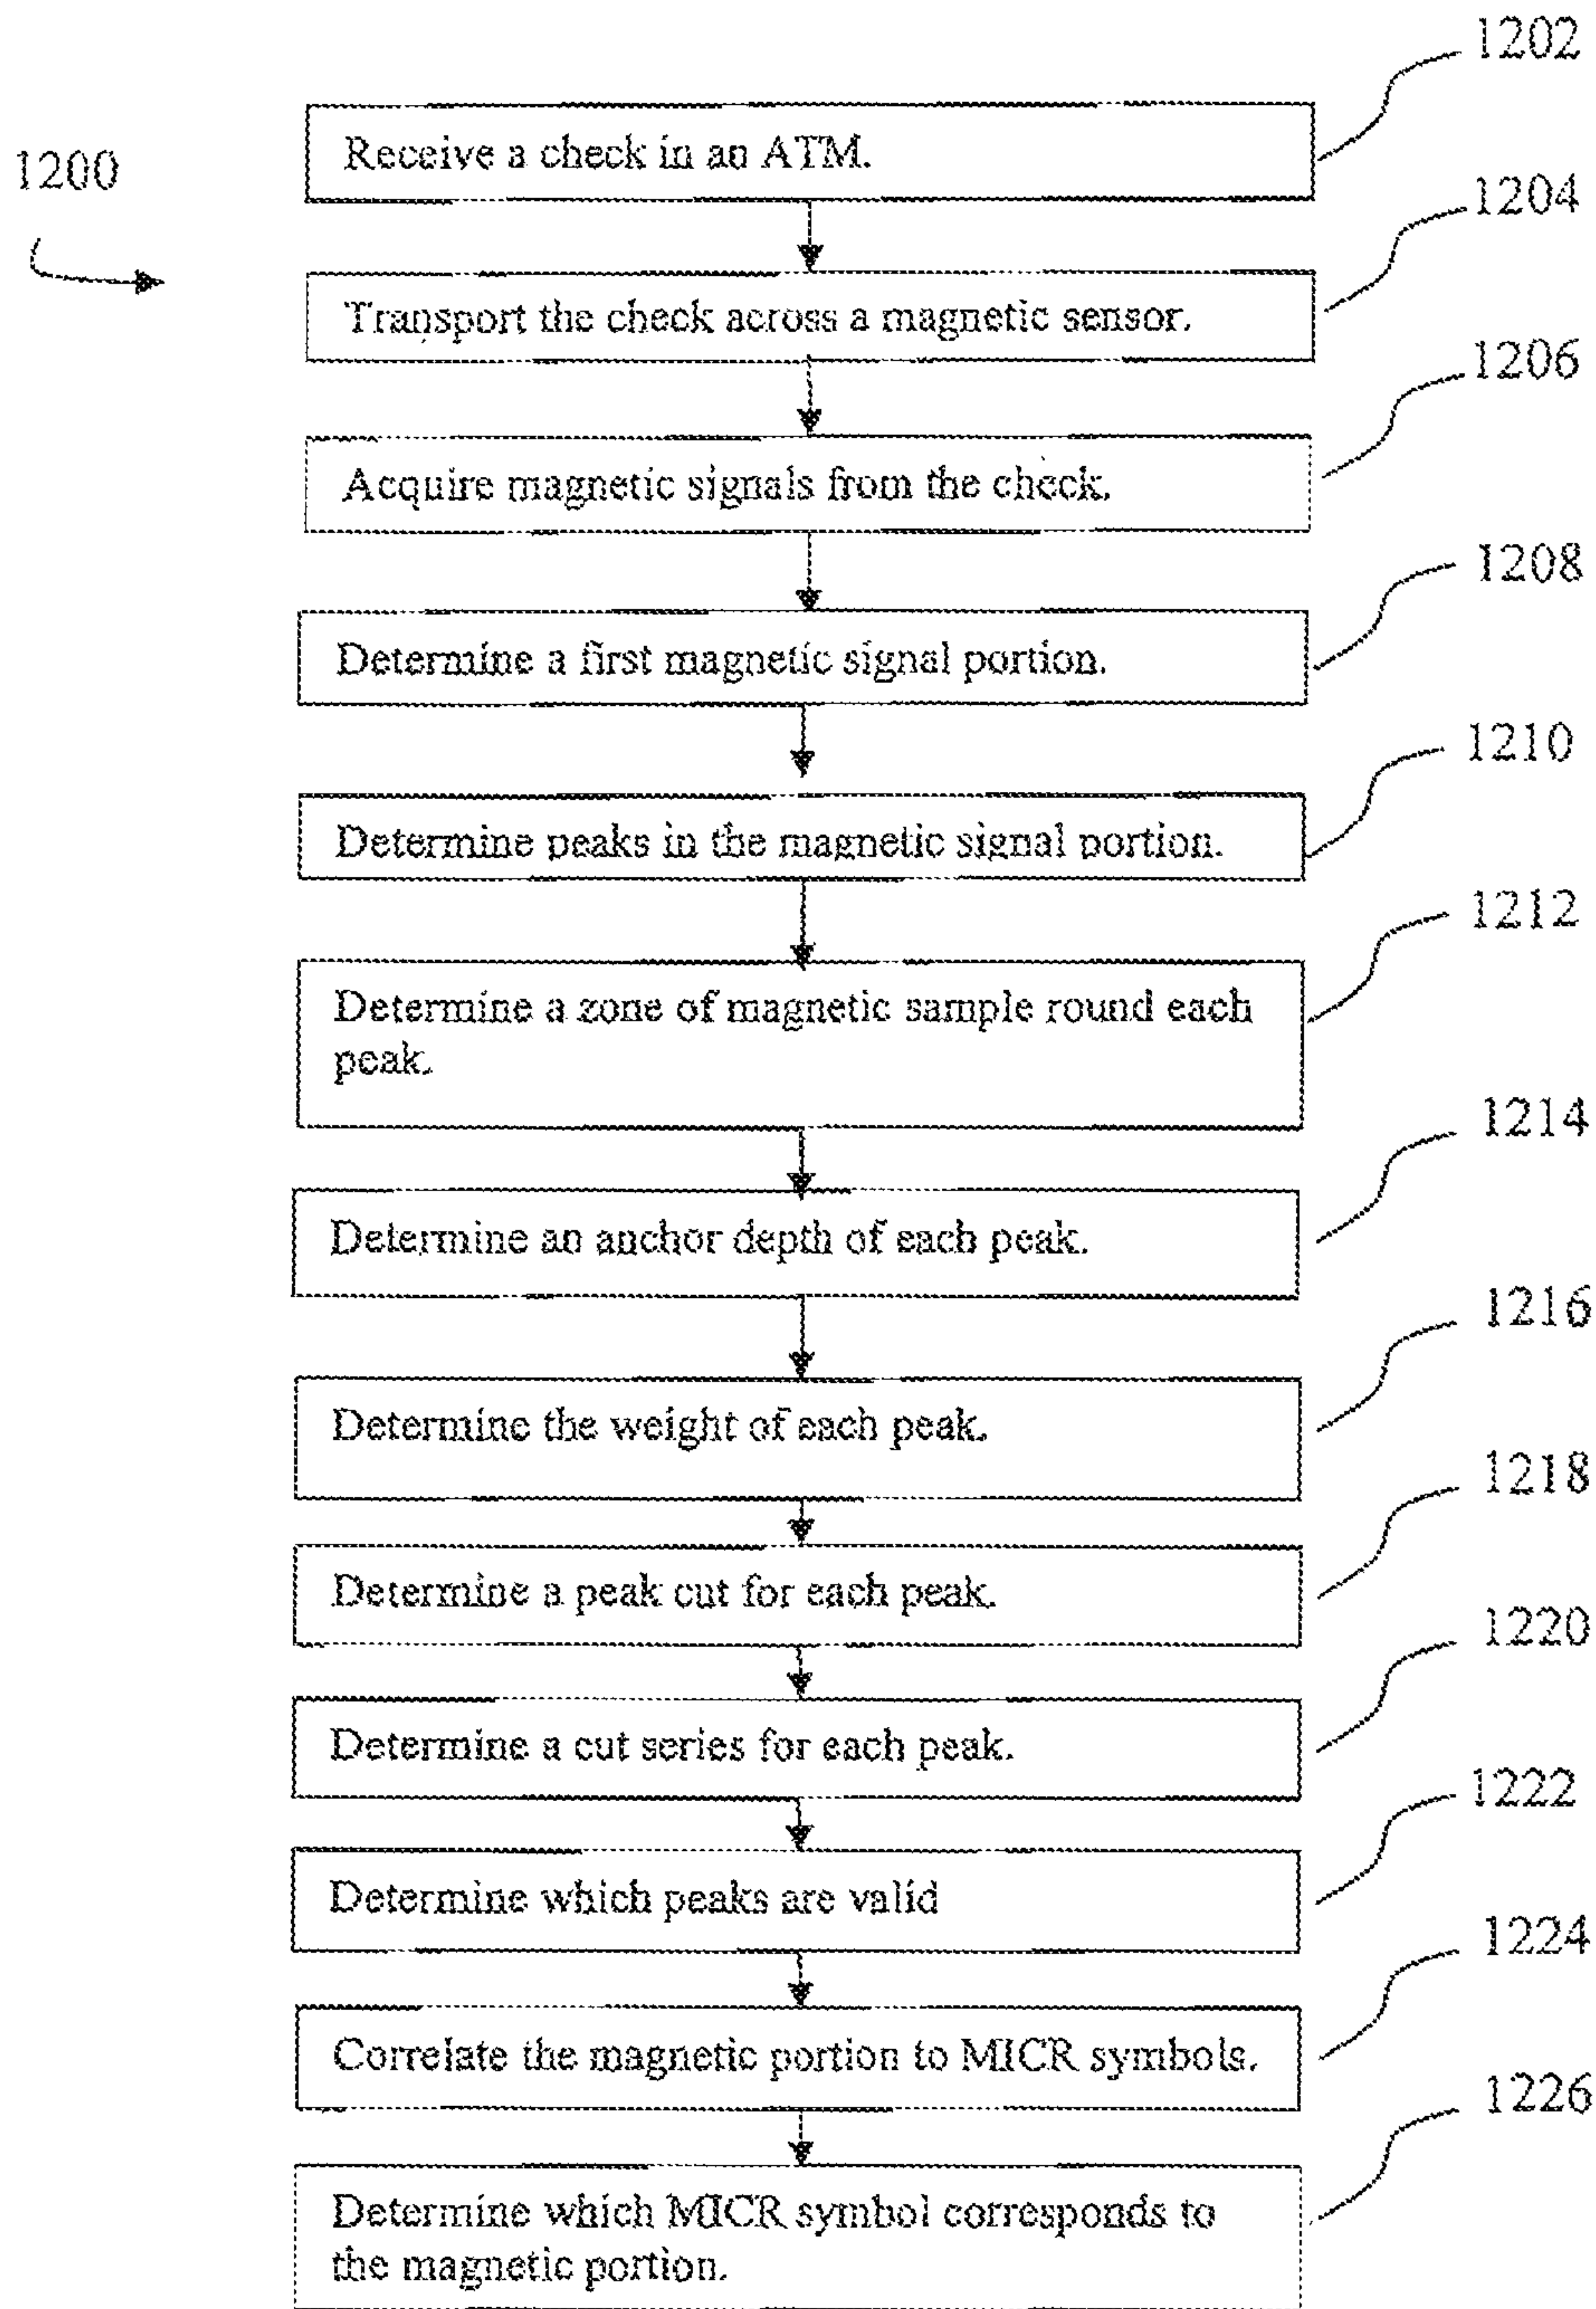 1202
Receive a check in an ATM.
1200
1204
Transport the check across a magnetic sensor.
1206
Acquire magnetic signals from the check.
1208
Determine a first magnetic signal portion.
1210
Determine peaks in the magnetic signal portion.
1212
Determine a zone of magnetic sample round each
peak.
1214
Determine an anchor depth of each peak.
1216
Determine the weight of each peak.
1218
Determine a peak cut for each peak.
1220
Determine a cut series for each peak.
1222
Determine which peaks are valid
1224
Correlate the magnetic portion to MICR symbols.
1226
Determine which MICR symbol corresponds to
the magnetic portion.